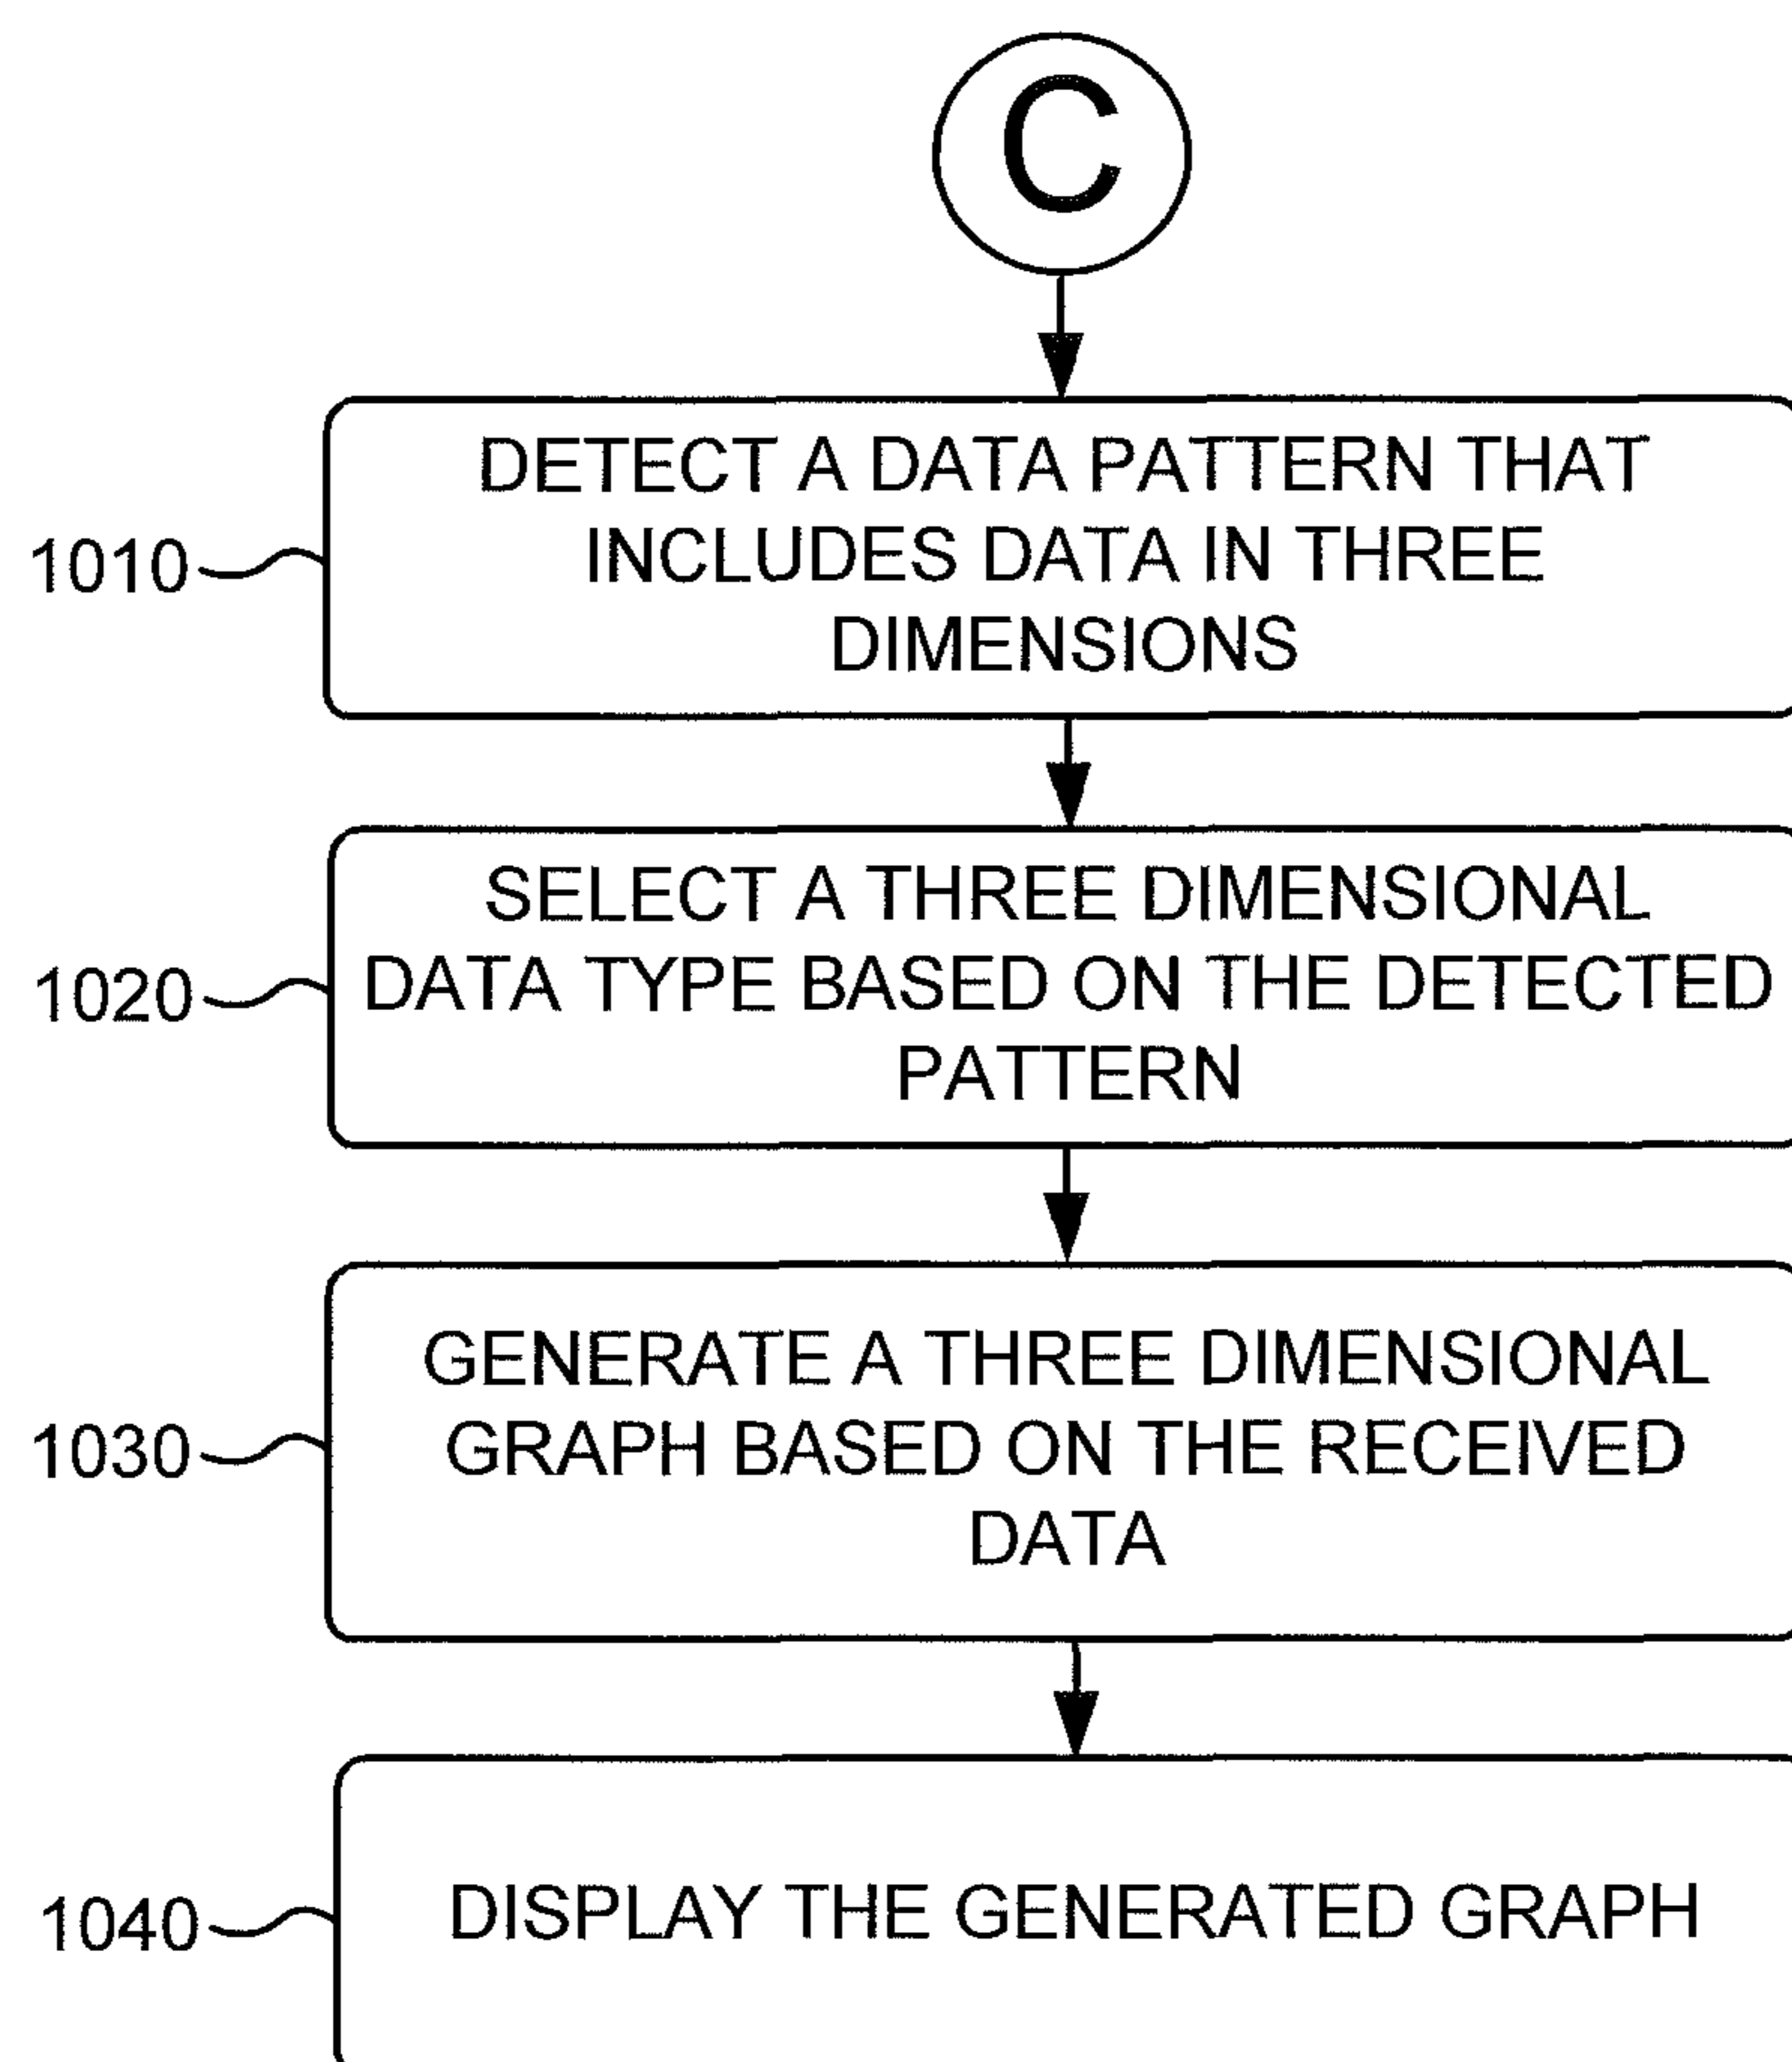 C
DETECT A DATA PATTERN THAT
INCLUDES DATA IN THREE
DIMENSIONS
1010
SELECT A THREE DIMENSIONAL
DATA TYPE BASED ON THE DETECTED
PATTERN
1020
GENERATE A THREE DIMENSIONAL
GRAPH BASED ON THE RECEIVED
DATA
1030
DISPLAY THE GENERATED GRAPH
1040